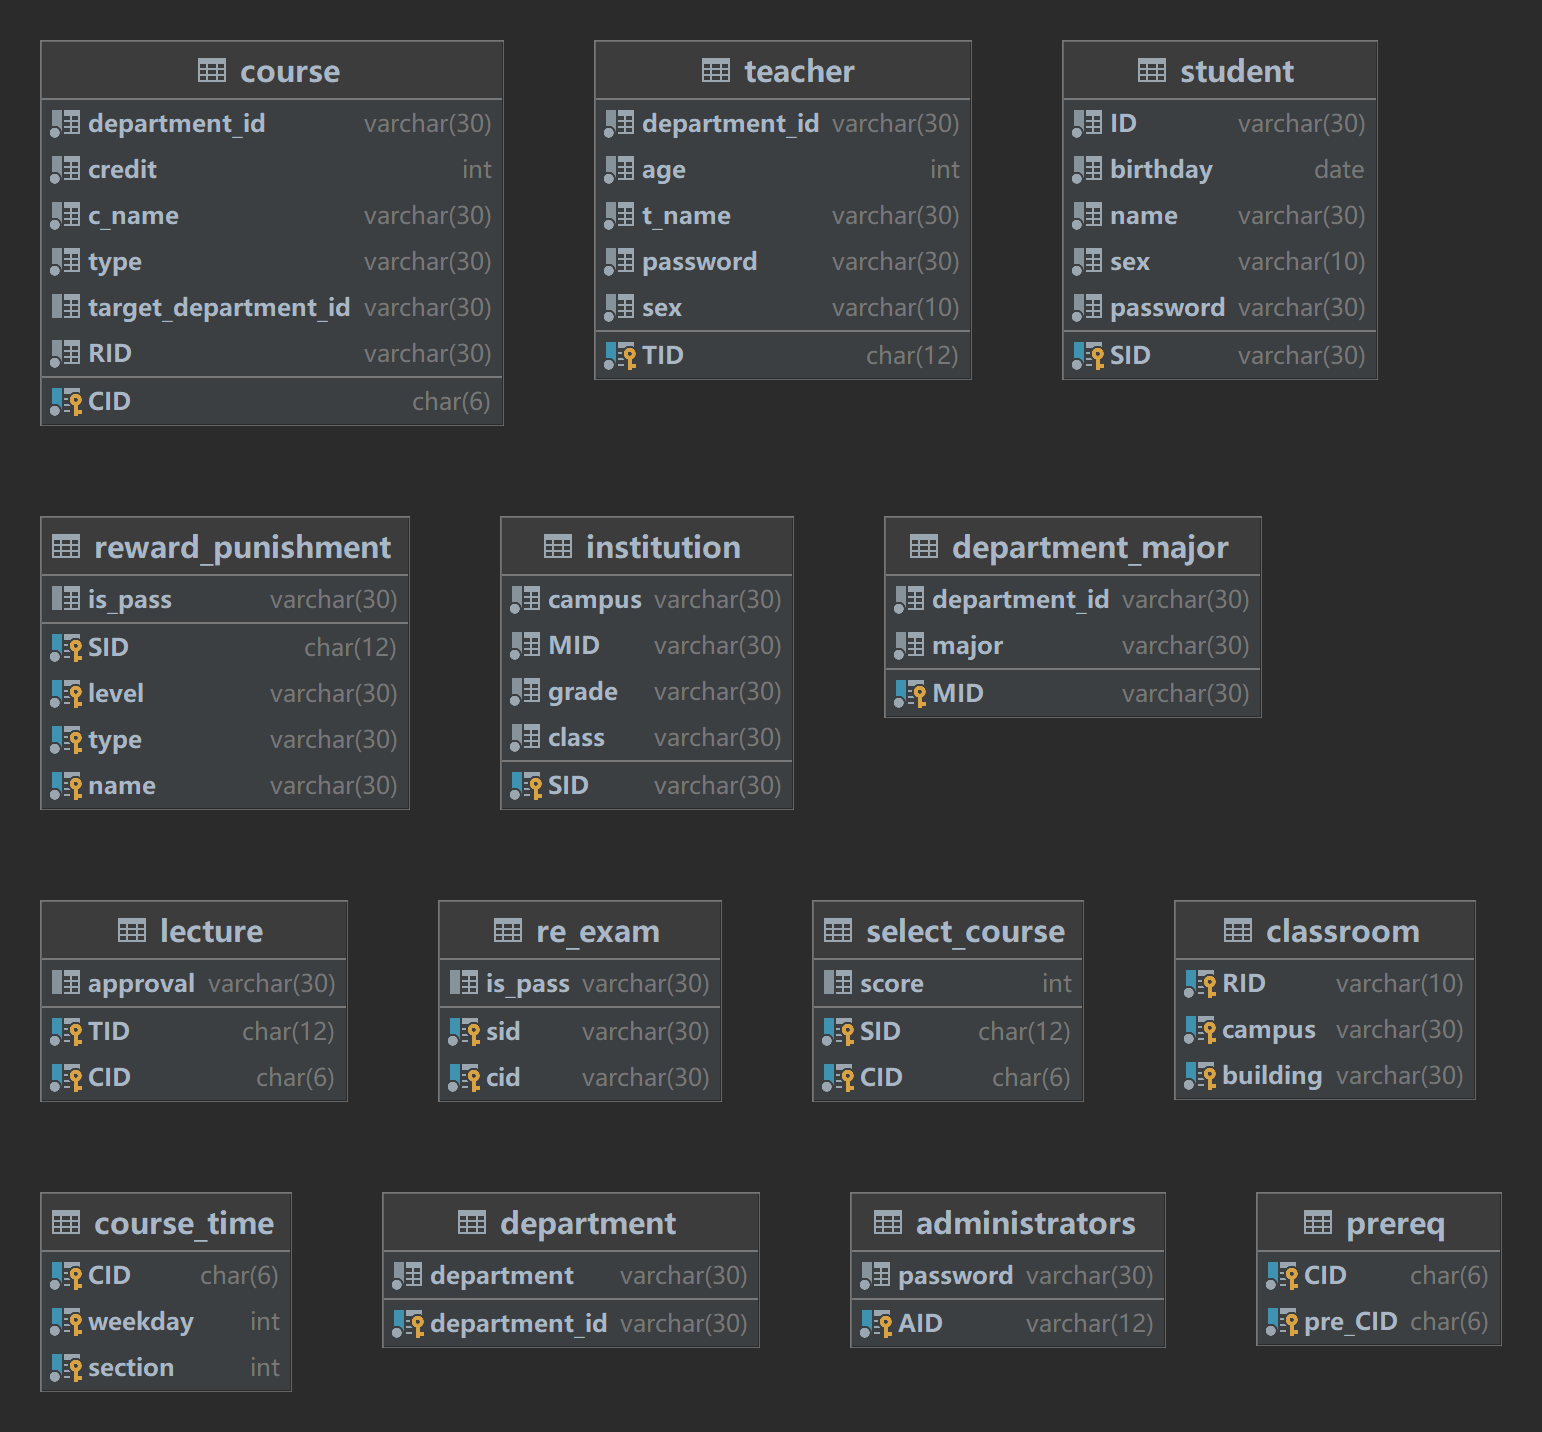 course
department_id varchar(30)
credit int
c_name varchar(30)
type varchar(30)
target_department_id varchar(30)
RID varchar(30)
CID char(6)
teacher
department_id varchar(30)
age int
t_name varchar(30)
password varchar(30)
sex varchar(10)
TID char(12)
student
ID varchar(30)
birthday date
name varchar(30)
sex varchar(10)
password varchar(30)
SID varchar(30)
reward_punishment
is_pass varchar(30)
SID char(12)
level varchar(30)
type varchar(30)
name varchar(30)
institution
campus varchar(30)
MID varchar(30)
grade varchar(30)
class varchar(30)
SID varchar(30)
department_major
department_id varchar(30)
major varchar(30)
MID varchar(30)
lecture
approval varchar(30)
TID char(12)
CID char(6)
re_exam
is_pass varchar(30)
sid varchar(30)
cid varchar(30)
select_course
score int
SID char(12)
CID char(6)
classroom
RID varchar(10)
campus varchar(30)
building varchar(30)
course_time
CID char(6)
weekday int
section int
department
department varchar(30)
department_id varchar(30)
administrators
password varchar(30)
AID varchar(12)
prereq
CID char(6)
pre_CID char(6)